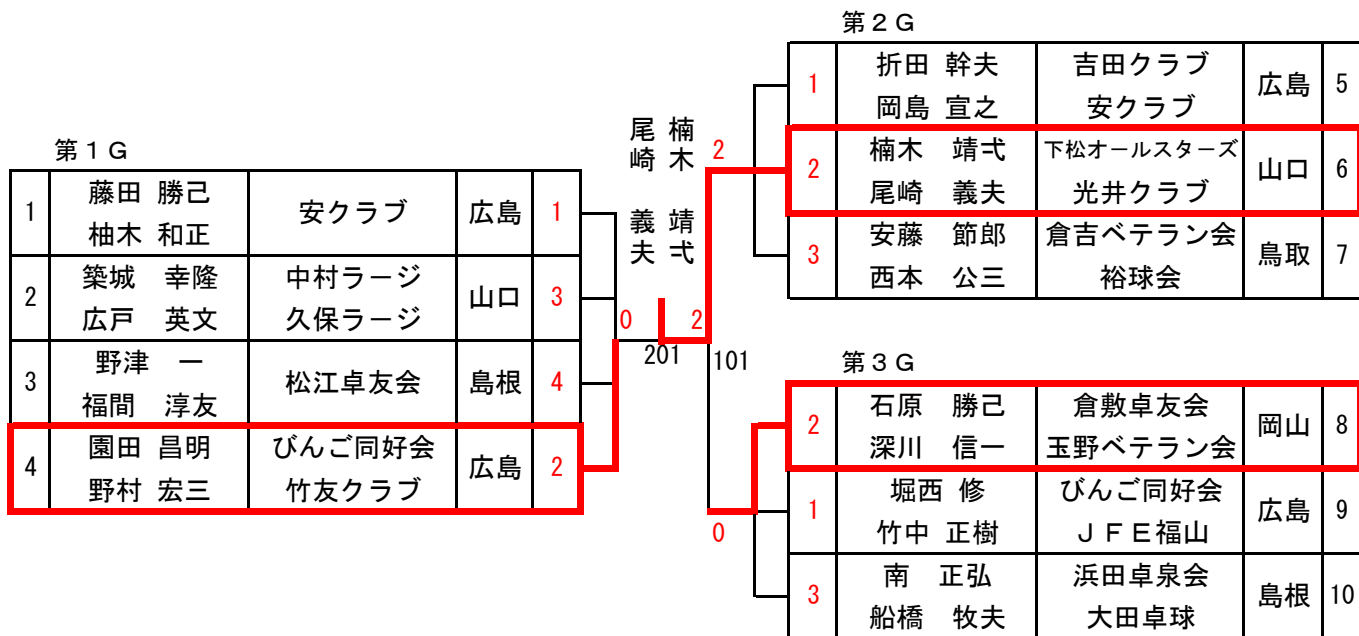 第１G
1 藤田 勝己 安クラブ 広島 1
柚木 和正
2 築城 幸隆 中村ラージ 山口 3
広戸 英文 久保ラージ
3 野津 一 松江卓友会 島根 4
福間 淳友
4 園田 昌明 びんご同好会 広島 2
野村 宏三 竹友クラブ
楠木 靖弌
尾崎 義夫
0
2
201
2
101
0
第２G
1 折田 幹夫 吉田クラブ 広島 5
岡島 宣之 安クラブ
2 楠木 靖弌 下松オールスターズ 山口 6
尾崎 義夫 光井クラブ
3 安藤 節郎 倉吉ベテラン会 鳥取 7
西本 公三 裕球会
第３G
2 石原 勝己 倉敷卓友会 岡山 8
深川 信一 玉野ベテラン会
1 堀西 修 びんご同好会 広島 9
竹中 正樹 ＪＦＥ福山
3 南 正弘 浜田卓泉会 島根 10
船橋 牧夫 大田卓球